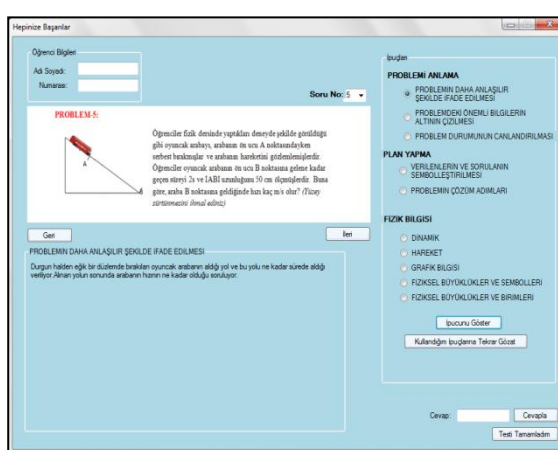 Hepinize Başarılar
Öğrenci Bilgileri
Adı Soyadı:
Numarası:
Soru No: 5
PROBLEM-5:
A
B
Öğrenciler fizik dersinde yaptıkları deneyde şekilde görüldüğü
gibi oyuncak arabayı, arabanın ön ucu A noktasındayken
serbest bırakmışlar ve arabanın hareketini gözlemlemişlerdir.
Öğrenciler oyuncak arabanın ön ucu B noktasına gelene kadar
geçen süreyi 2s ve IABI uzunluğunu 50 cm ölçmüşlerdir. Buna
göre, araba B noktasına geldiğinde hızı kaç m/s olur? (Yüzey
sürtünmesini ihmal ediniz)
Geri
İleri
PROBLEMİN DAHA ANLAŞILIR ŞEKİLDE İFADE EDİLMESİ
Durgun halden eğik bir düzlemde bırakılan oyuncak arabanın aldığı yol ve bu yolu ne kadar sürede aldığı
veriliyor.Alınan yolun sonunda arabanın hızının ne kadar olduğu soruluyor.
İpuçları
PROBLEMİ ANLAMA
PROBLEMİN DAHA ANLAŞILIR
ŞEKİLDE İFADE EDİLMESİ
PROBLEMDEKİ ÖNEMLİ BİLGİLERİN
ALTININ ÇİZİLMESİ
PROBLEM DURUMUNUN CANLANDIRILMASI
PLAN YAPMA
VERİLENLERİN VE SORULANIN
SEMBOLLEŞTİRİLMESİ
PROBLEMİN ÇÖZÜM ADIMLARI
FİZİK BİLGİSİ
DİNAMİK
HAREKET
GRAFİK BİLGİSİ
FİZİKSEL BÜYÜKLÜKLER VE SEMBOLLERİ
FİZİKSEL BÜYÜKLÜKLER VE BİRİMLERİ
İpucunu Göster
Kullandığım İpuçlarına Tekrar Gözat
Cevap:
Cevapla
Testi Tamamladım